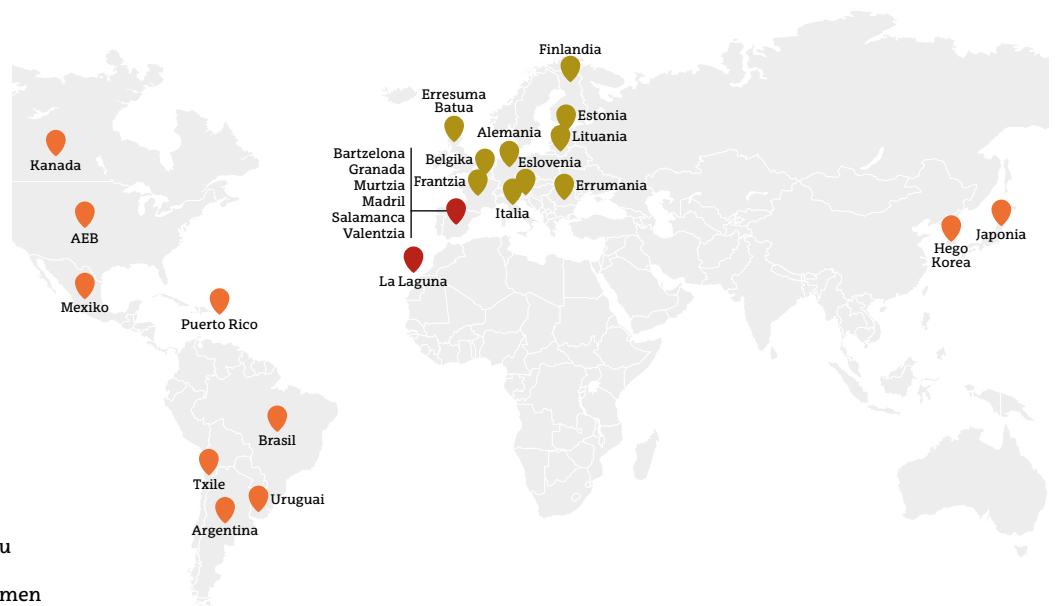 Finlandia
Erresuma
Batua
Estonia
Alemania
Lituania
Bartzelona
Granada
Murtzia
Madril
Salamanca
Valentzia
Belgika
Eslovenia
Frantzia
Errumania
Italia
La Laguna
Kanada
AEB
Mexiko
Puerto Rico
Hego
Korea
Japonia
Brasil
Txile
Uruguai
Argentina
u
men